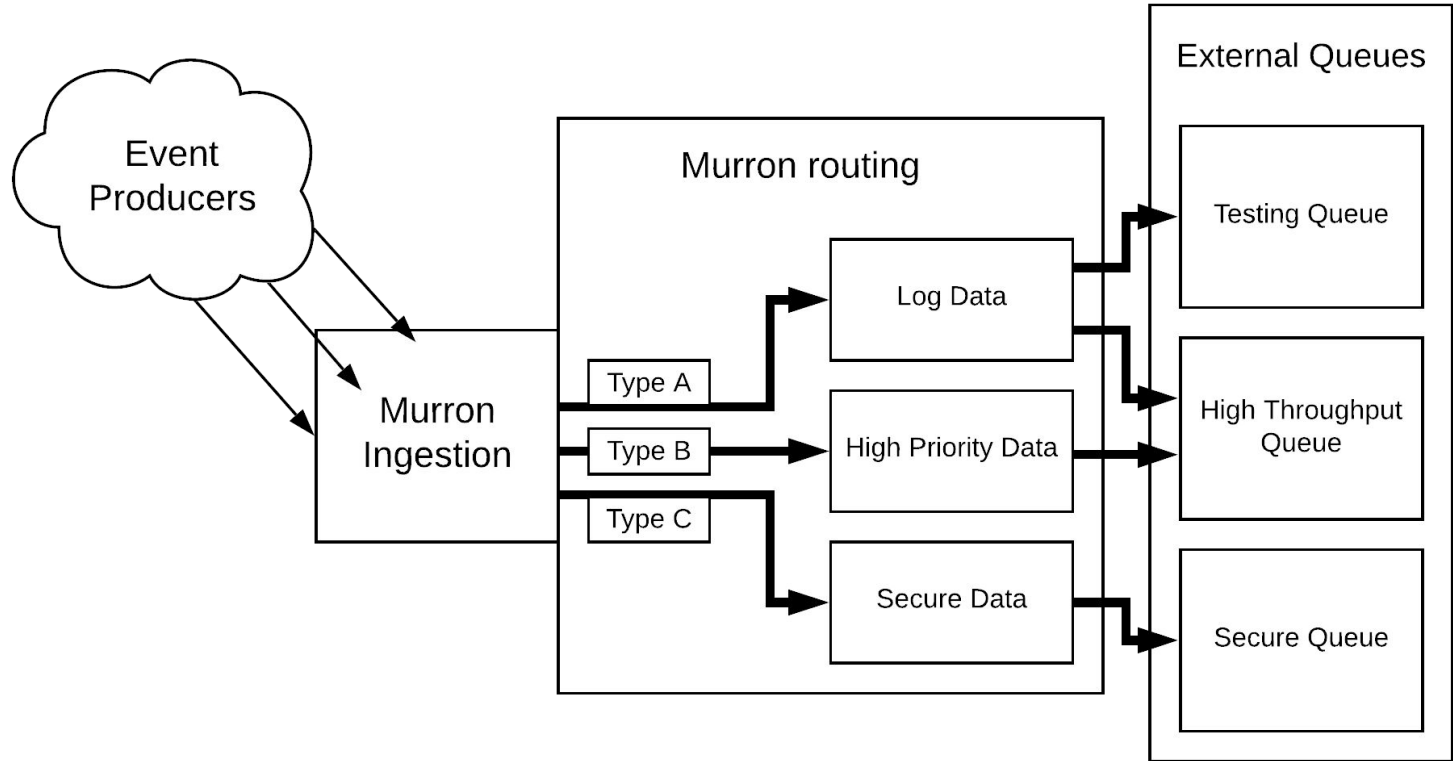 Event
Producers
Murron
Ingestion
Murron routing
Type A
Type B
Type C
Log Data
High Priority Data
Secure Data
External Queues
Testing Queue
High Throughput
Queue
Secure Queue